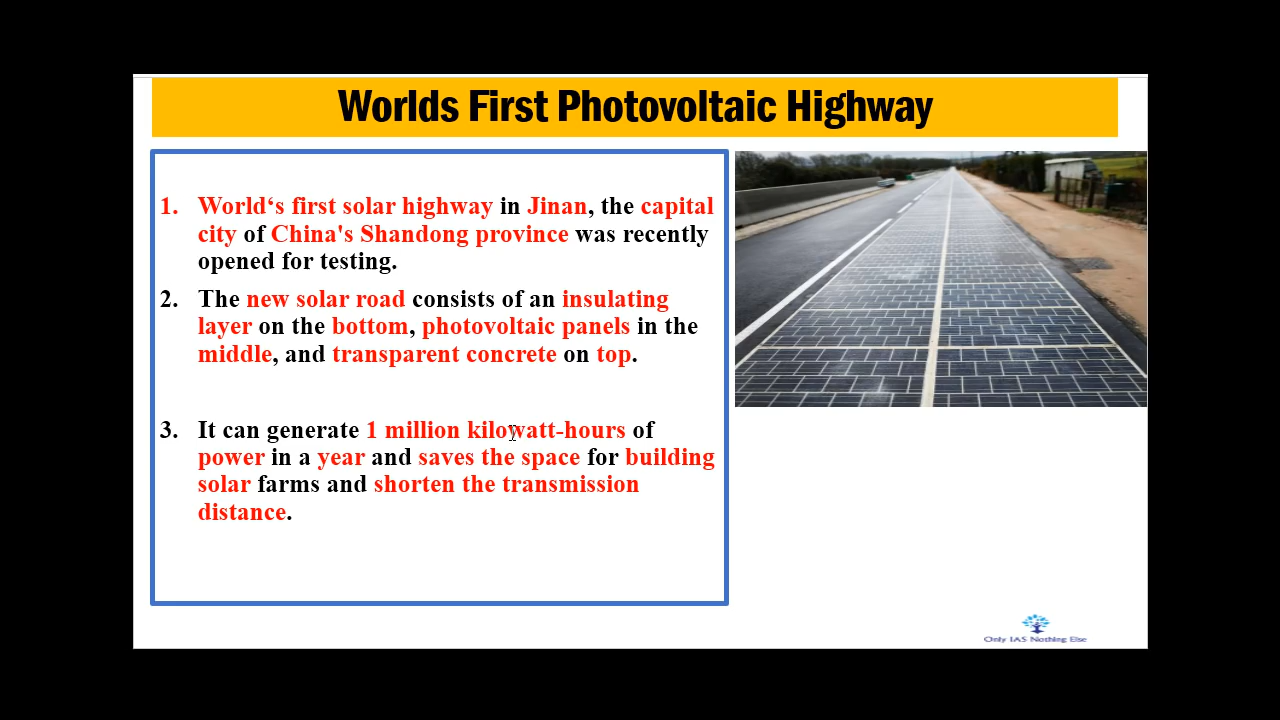 Worlds First Photovoltaic Highway
1. World‘s first solar highway in Jinan, the capital
city of China's Shandong province was recently
opened for testing.
2. The new solar road consists of an insulating
layer on the bottom, photovoltaic panels in the
middle, and transparent concrete on top.
3. It can generate 1 million kilowatt-hours of
power in a year and saves the space for building
solar farms and shorten the transmission
distance.
Only IAS Nothing Else